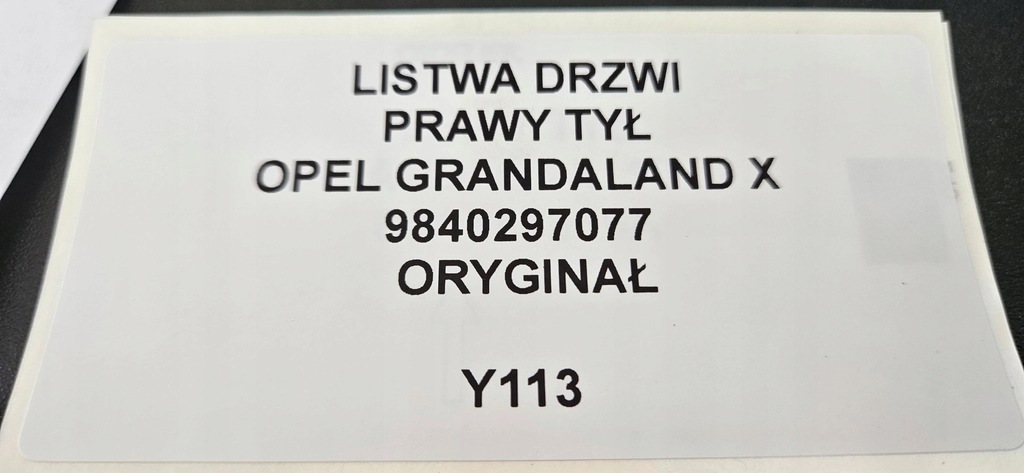 LISTWA DRZWI
PRAWY TYŁ
OPEL GRANDALAND X
9840297077
ORYGINAŁ
Y113